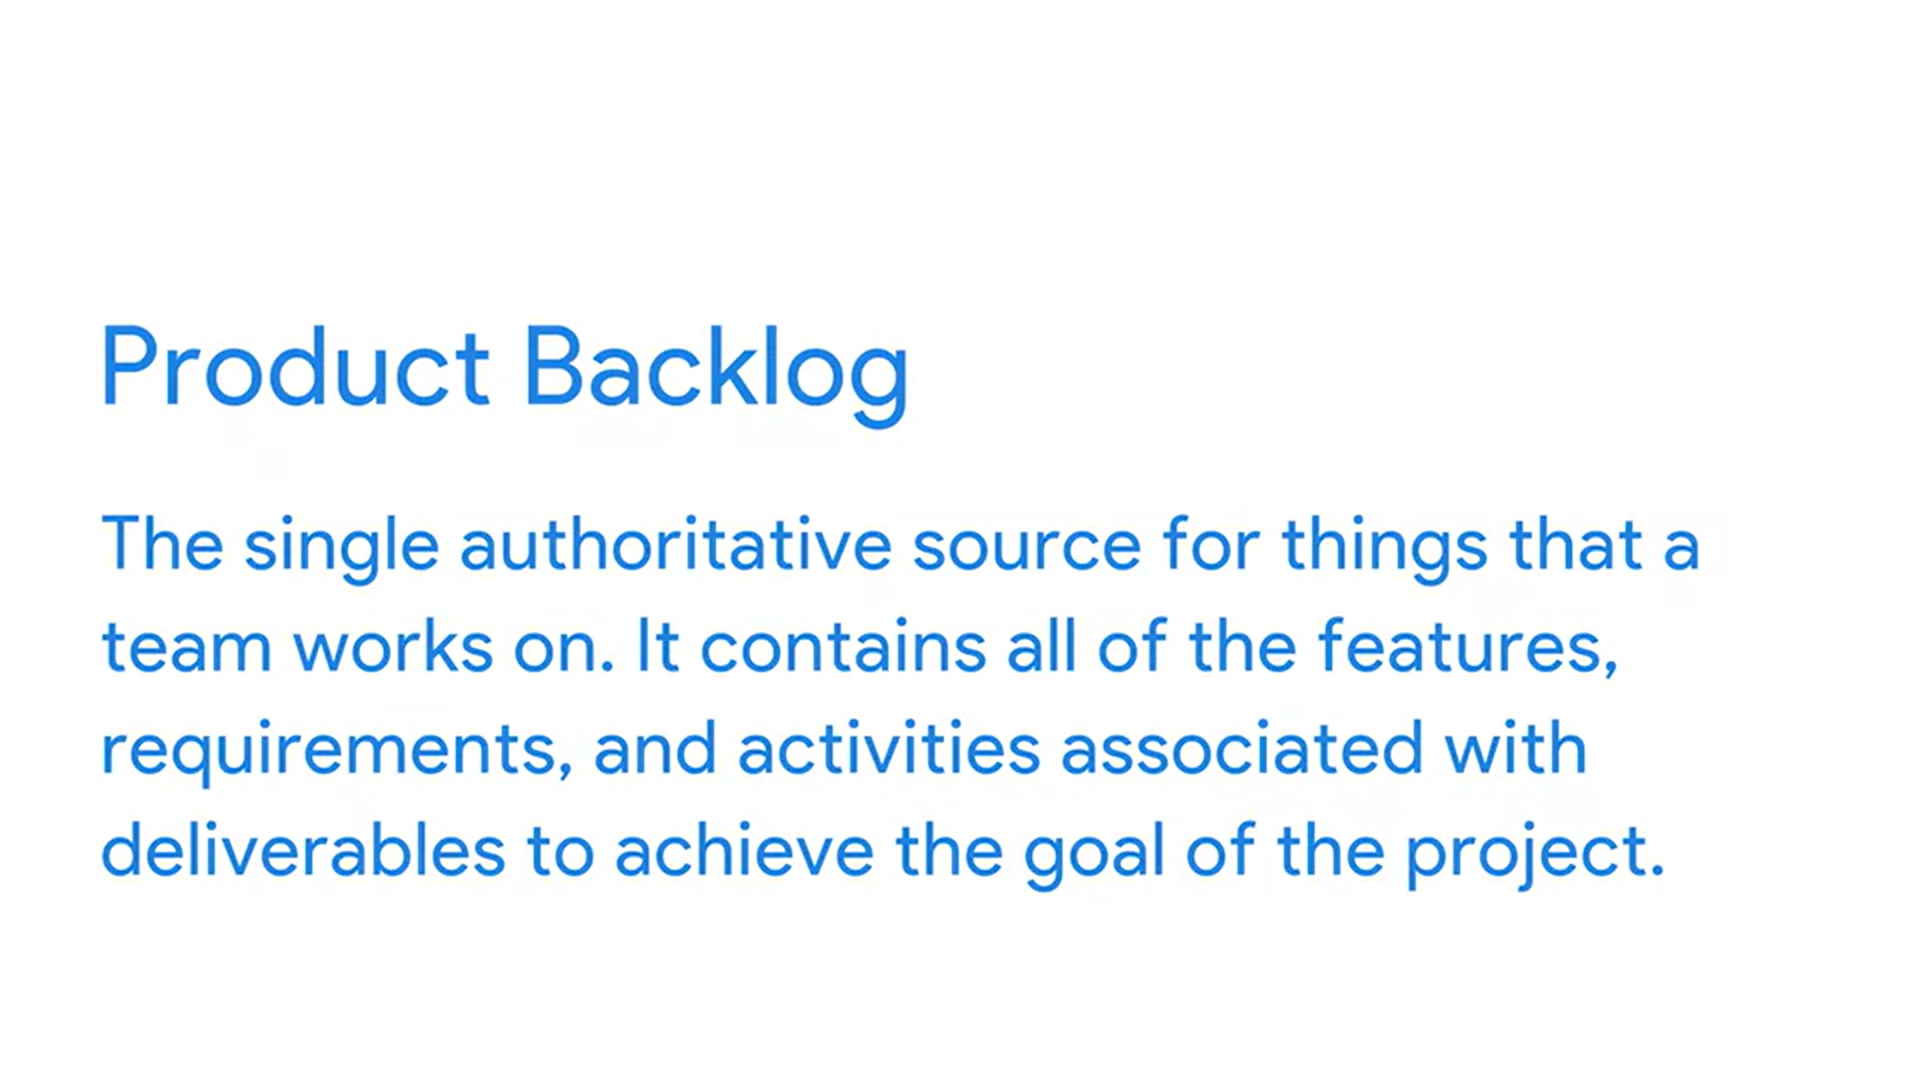 Product Backlog
The single authoritative source for things that a
team works on. It contains all of the features,
requirements, and activities associated with
deliverables to achieve the goal of the project.